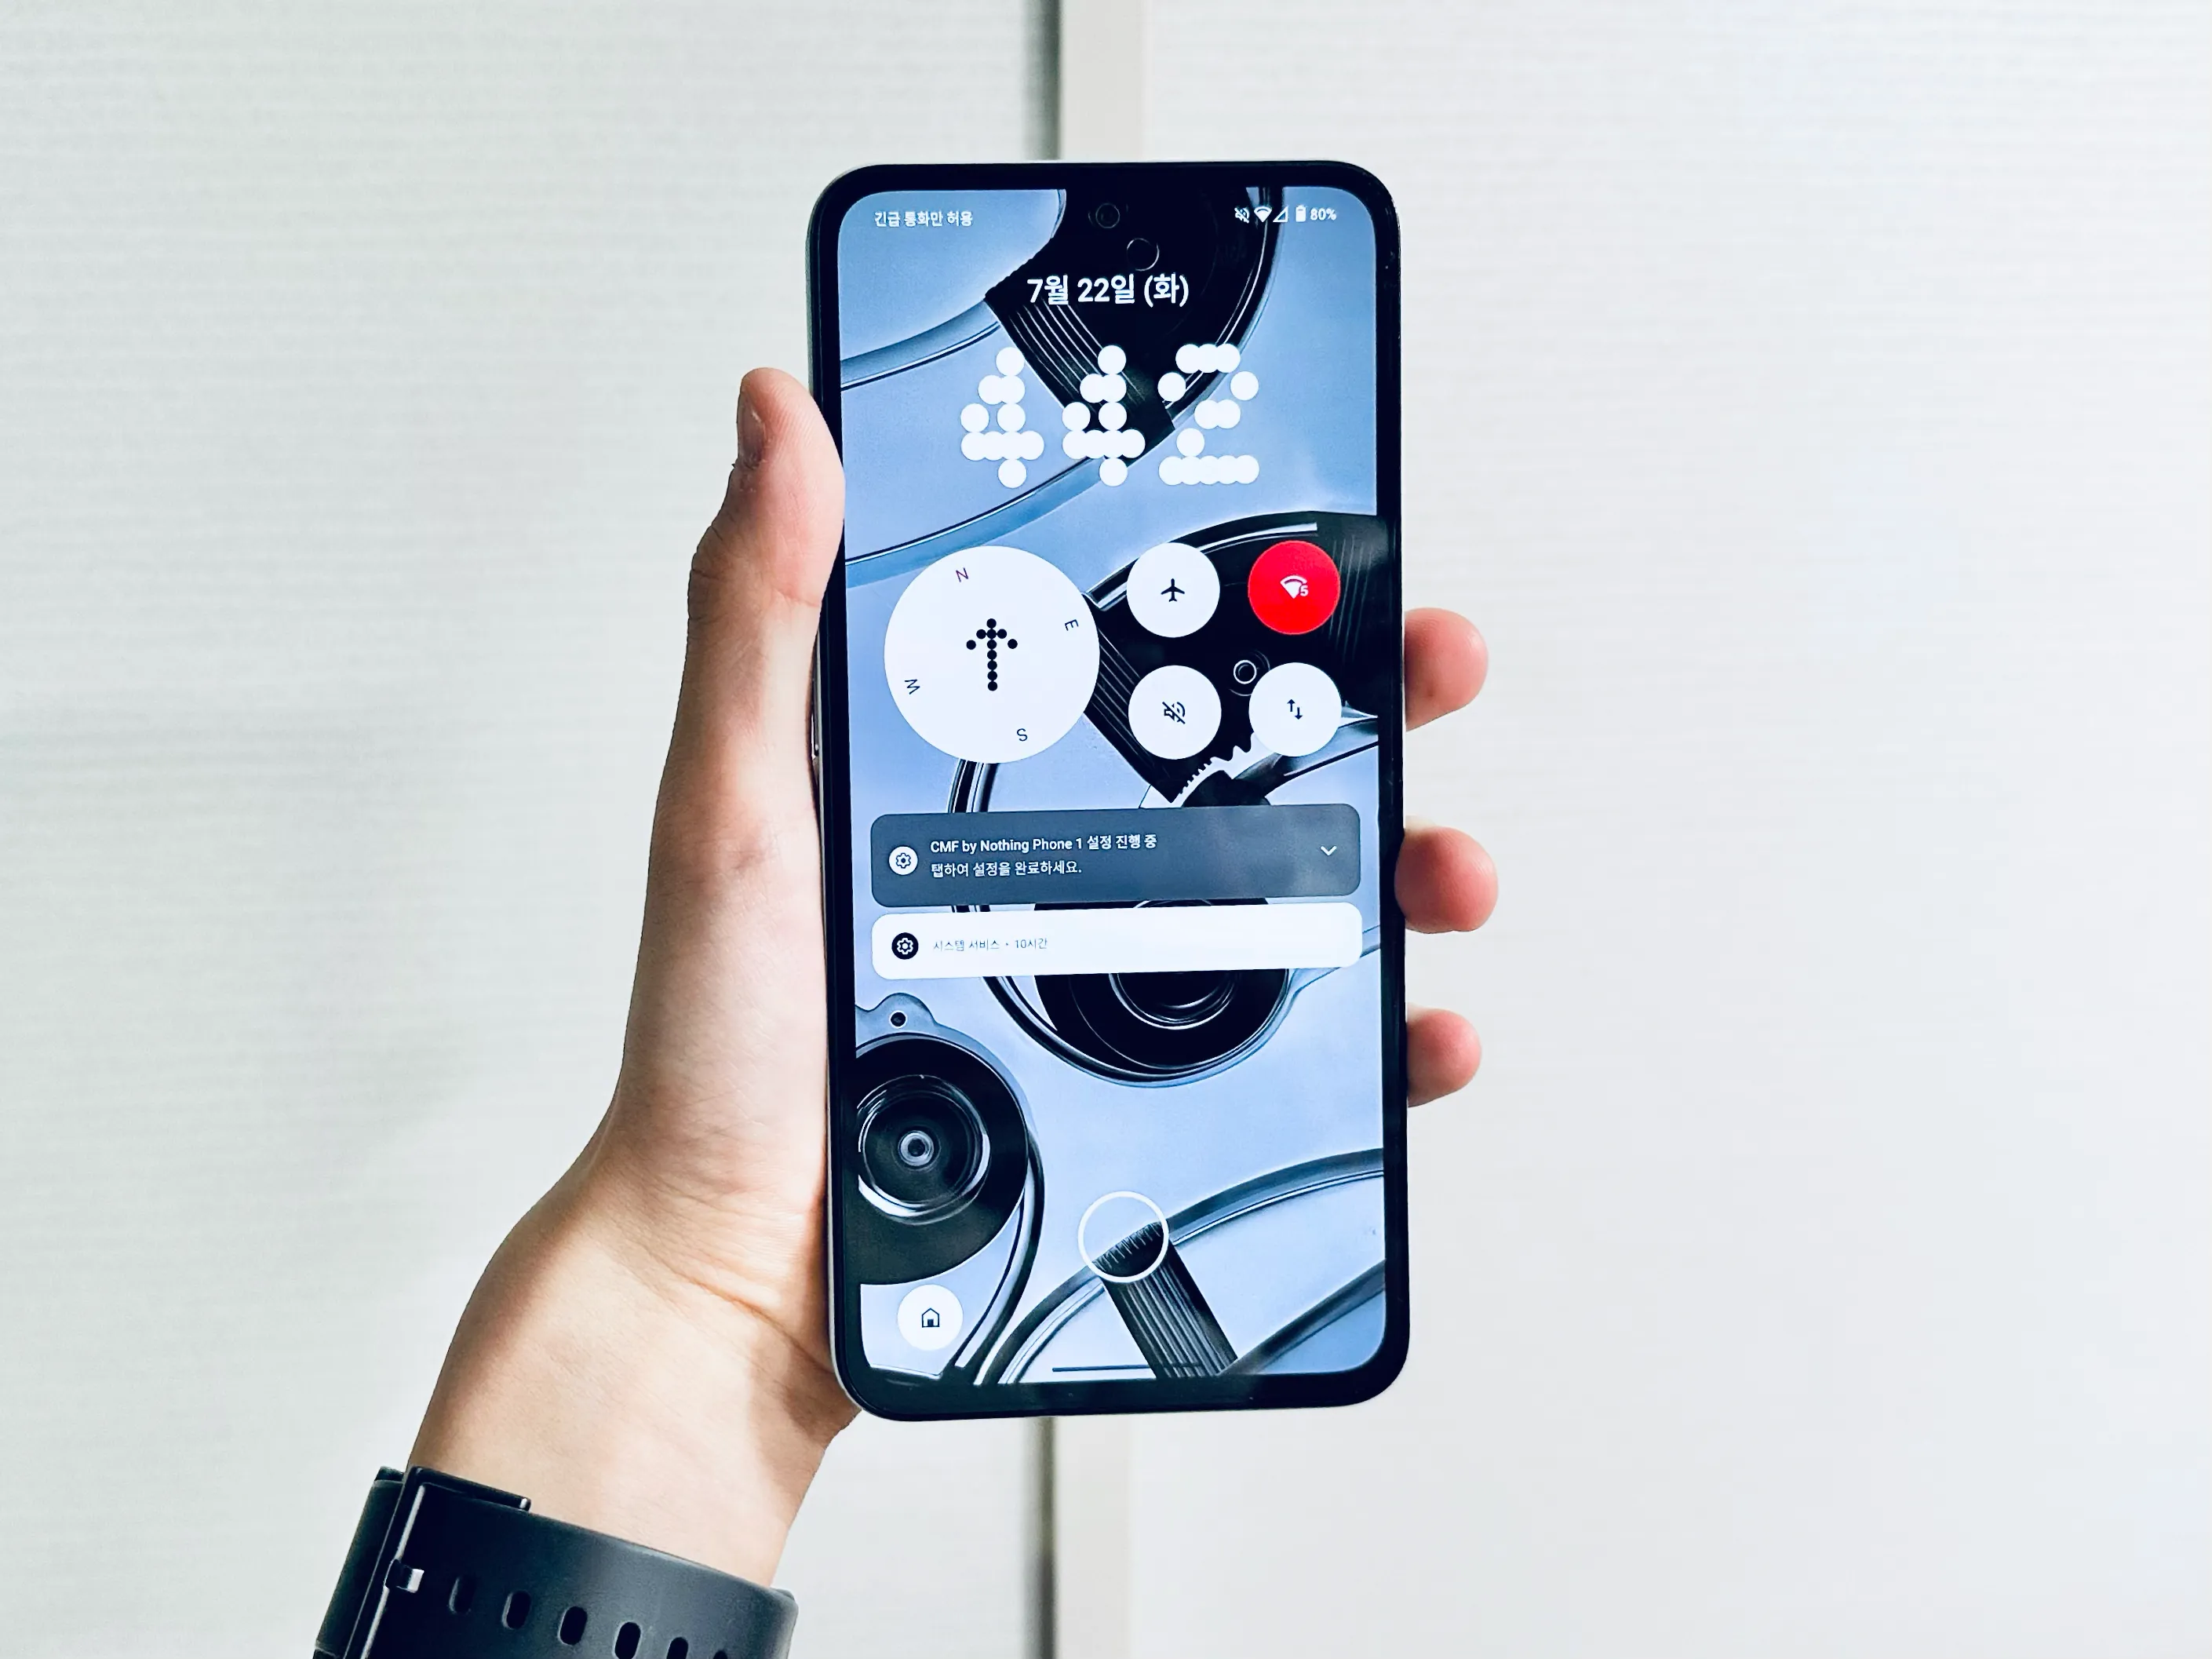 긴급 통화만 허용
80%
7월 22일 (화)
442
N
E
W
S
5
CMF by Nothing Phone 1 설정 진행 중
탭하여 설정을 완료하세요.
시스템 서비스 • 10시간